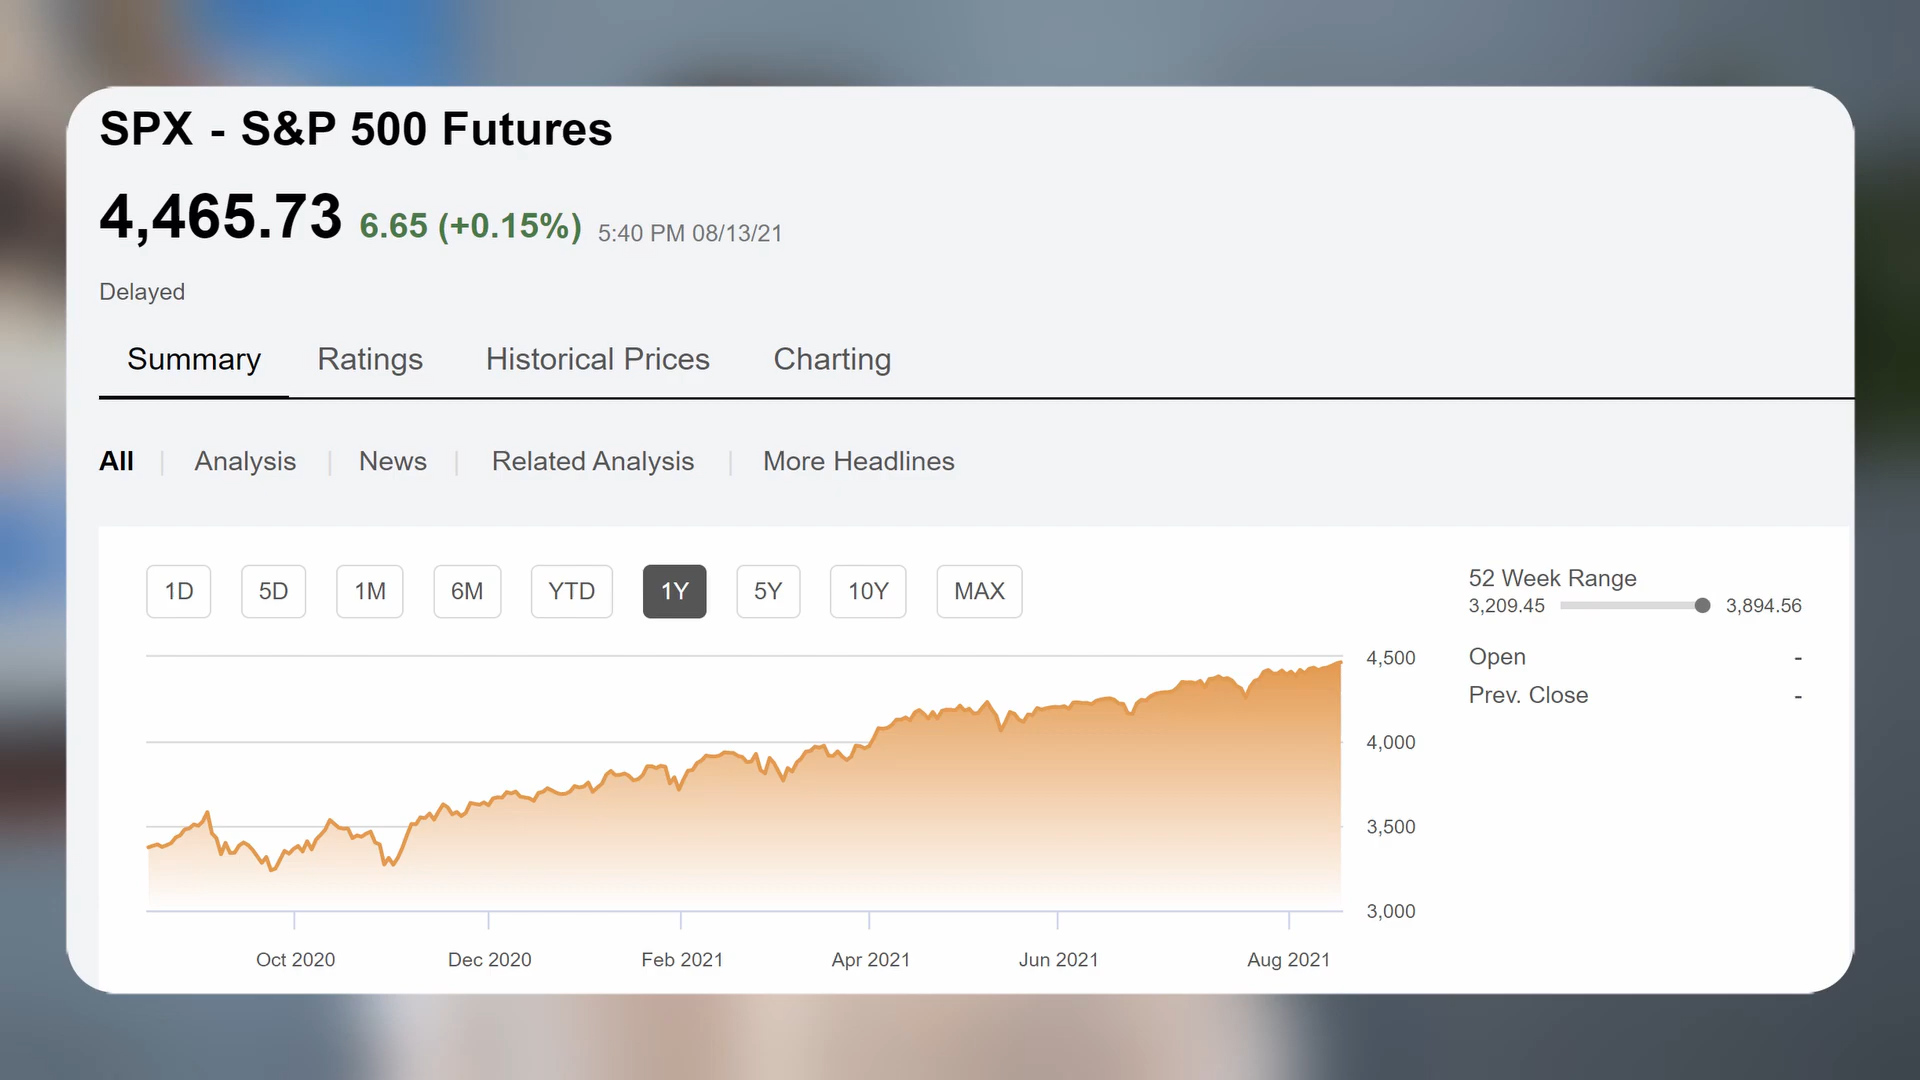 SPX - S&P 500 Futures
4,465.73 6.65 (+0.15%) 5:40 PM 08/13/21
Delayed
Summary Ratings Historical Prices Charting
All Analysis News Related Analysis More Headlines
1D 5D 1M 6M YTD 1Y 5Y 10Y MAX
52 Week Range
3,209.45 3,894.56
Open -
Prev. Close -
4,500
4,000
3,500
3,000
Oct 2020 Dec 2020 Feb 2021 Apr 2021 Jun 2021 Aug 2021